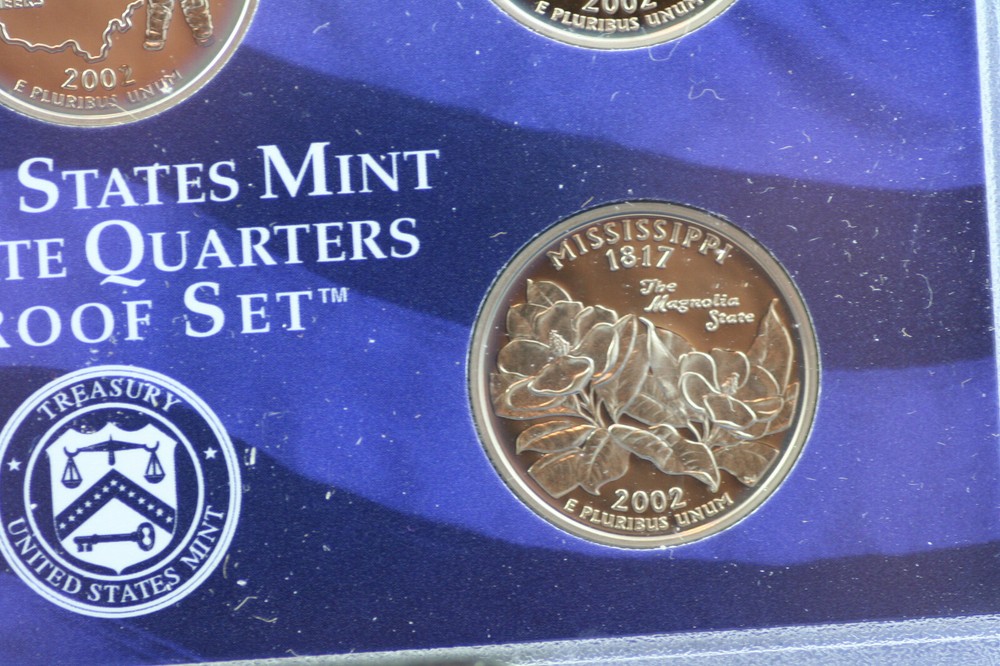 2002
E PLURIBUS UNUM
2002
E PLURIBUS UNUM
STATES MINT
TE QUARTERS
ROOF SET™
TREASURY
UNITED STATES MINT
MISSISSIPPI
1817
The
Magnolia
State
2002
E PLURIBUS UNUM